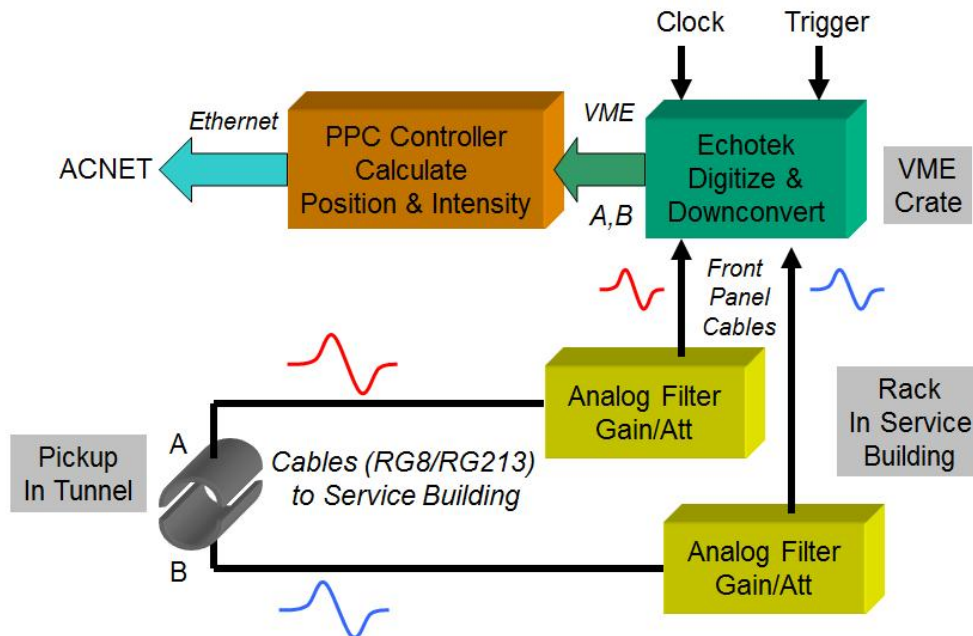 Clock
Trigger
Ethernet
ACNET
PPC Controller
Calculate
Position & Intensity
VME
A,B
Echotek
Digitize &
Downconvert
VME
Crate
Front
Panel
Cables
Analog Filter
Gain/Att
Rack
In Service
Building
Pickup
In Tunnel
A
Cables (RG8/RG213)
to Service Building
B
Analog Filter
Gain/Att